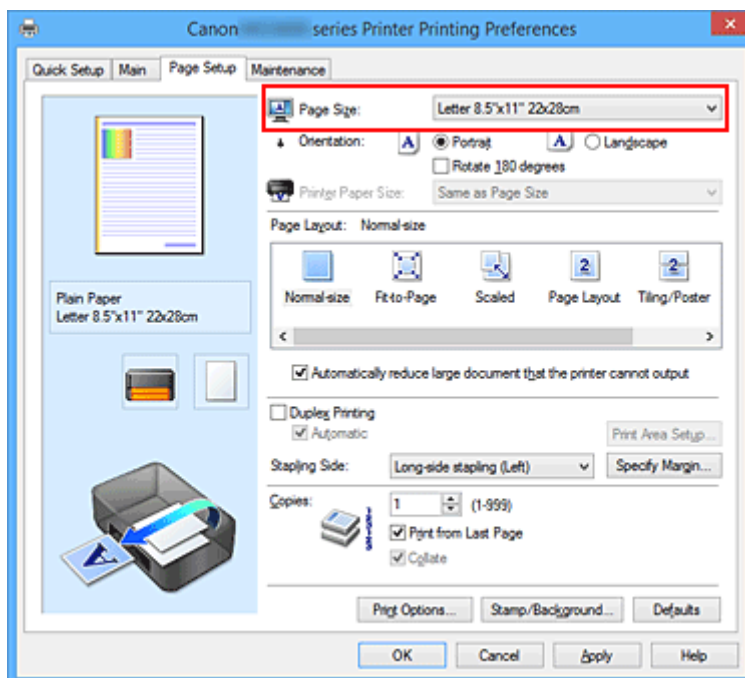 Canon series Printer Printing Preferences
Quick Setup Main Page Setup Maintenance
Page Size: Letter 8.5"x11" 22x28cm
Orientation: A Portrait A Landscape
Rotate 180 degrees
Printer Paper Size: Same as Page Size
Page Layout: Normal-size
2 2
Normal-size Fit-to-Page Scaled Page Layout Tiling/Poster
Plain Paper
Letter 8.5"x11" 22x28cm
Automatically reduce large document that the printer cannot output
Duplex Printing
Automatic
Print Area Setup...
Stapling Side: Long-side stapling (Left) Specify Margin...
Copies: 1 (1-999)
Print from Last Page
Collate
A
Print Options... Stamp/Background... Defaults
OK Cancel Apply Help